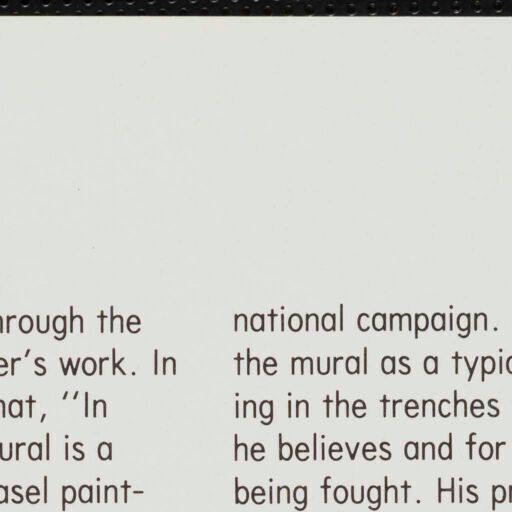 hrough the
er's work. In
hat, ‘‘In
ural is a
asel paint-
national campaign.
the mural as a typic
ing in the trenches
he believes and for
being fought. His pr